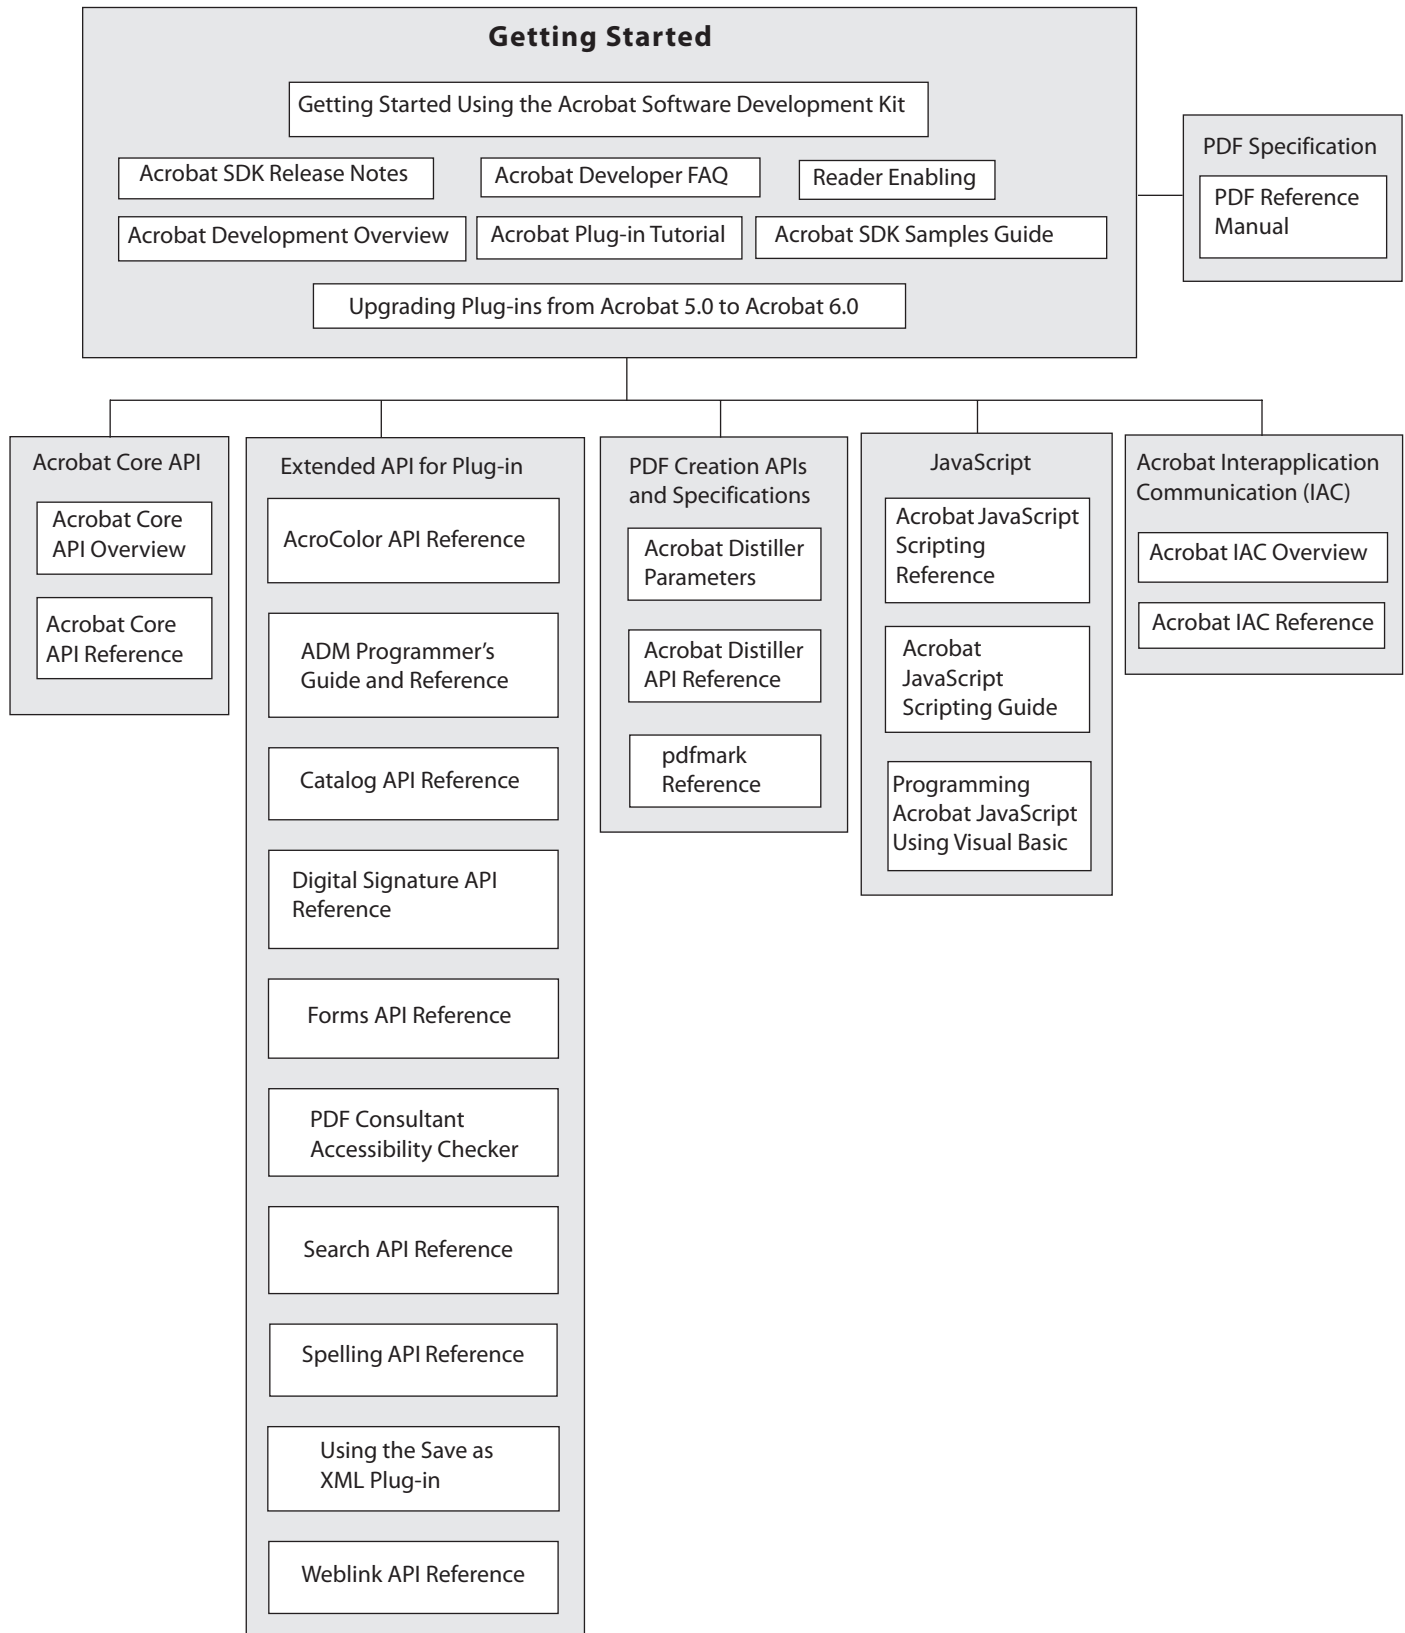 Getting Started
Getting Started Using the Acrobat Software Development Kit
Acrobat SDK Release Notes
Acrobat Developer FAQ
Reader Enabling
Acrobat Development Overview
Acrobat Plug-in Tutorial
Acrobat SDK Samples Guide
Upgrading Plug-ins from Acrobat 5.0 to Acrobat 6.0
PDF Specification
PDF Reference
Manual
Acrobat Core API
Acrobat Core
API Overview
Acrobat Core
API Reference
Extended API for Plug-in
AcroColor API Reference
ADM Programmer’s
Guide and Reference
Catalog API Reference
Digital Signature API
Reference
Forms API Reference
PDF Consultant
Accessibility Checker
Search API Reference
Spelling API Reference
Using the Save as
XML Plug-in
Weblink API Reference
PDF Creation APIs
and Specifications
Acrobat Distiller
Parameters
Acrobat Distiller
API Reference
pdfmark
Reference
JavaScript
Acrobat JavaScript
Scripting
Reference
Acrobat
JavaScript
Scripting Guide
Programming
Acrobat JavaScript
Using Visual Basic
Acrobat Interapplication
Communication (IAC)
Acrobat IAC Overview
Acrobat IAC Reference